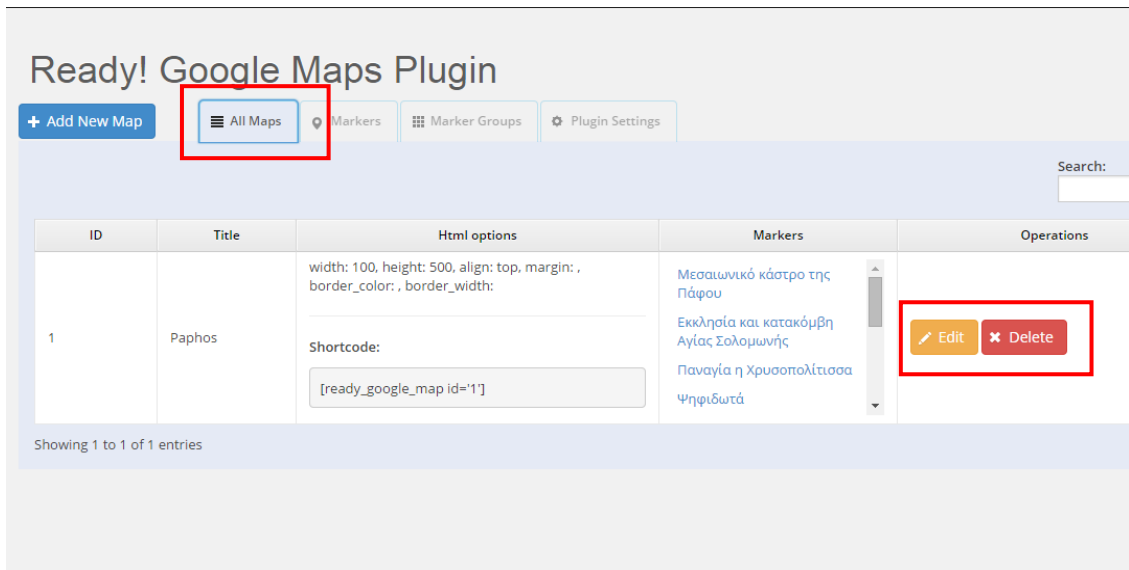 Ready! Google Maps Plugin
Add New Map
All Maps
Markers
Marker Groups
Plugin Settings
Search:
ID
Title
Html options
Markers
Operations
1
Paphos
width: 100, height: 500, align: top, margin: ,
border_color: , border_width:
Shortcode:
[ready_google_map id='1']
Μεσαιωνικό κάστρο της
Πάφου
Εκκλησία και κατακόμβη
Αγίας Σολομωνής
Παναγία η Χρυσοπολίτισσα
Ψηφιδωτά
Edit
Delete
Showing 1 to 1 of 1 entries